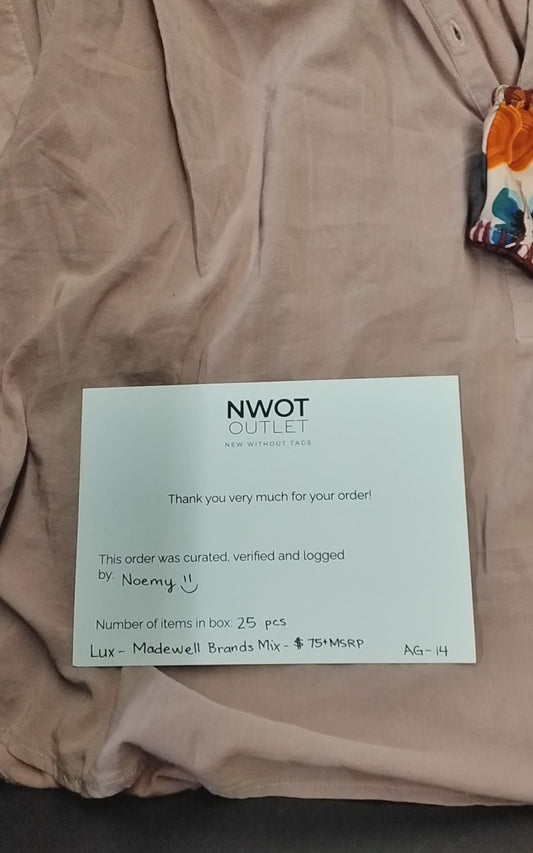 NWOT
OUTLET
NEW WITHOUT TAGS
Thank you very much for your order!
This order was curated, verified and logged
by: Noemy
Number of items in box: 25 pcs
Lux - Madewell Brands Mix - $75+MSRP AG-14